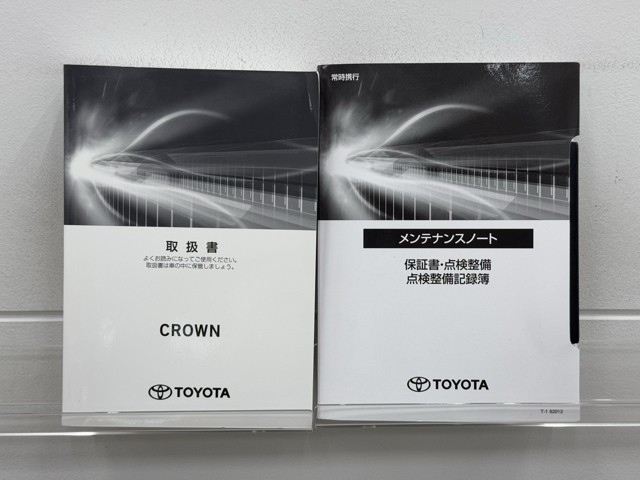 取扱書
よくお読みになってご使用ください。
取扱書は車の中に保管しましょう。
CROWN
TOYOTA
常時携行
メンテナンスノート
保証書・点検整備
点検整備記録簿
TOYOTA